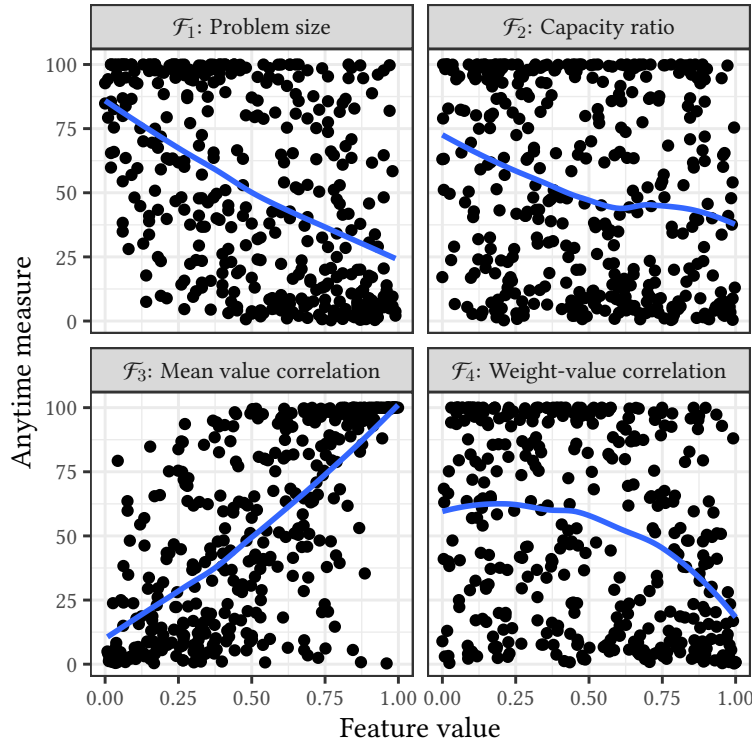 ℱ₁: Problem size
ℱ₂: Capacity ratio
100
75
50
25
0
Anytime measure
ℱ₃: Mean value correlation
ℱ₄: Weight-value correlation
100
75
50
25
0
0.00 0.25 0.50 0.75 1.00 0.00 0.25 0.50 0.75 1.00
Feature value